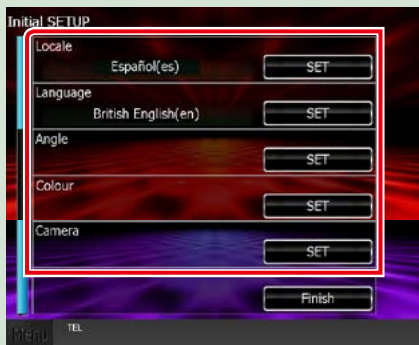 Initial SETUP
Locale
Español(es) SET
Language
British English(en) SET
Angle
SET
Colour
SET
Camera
SET
Finish
Menu TEL